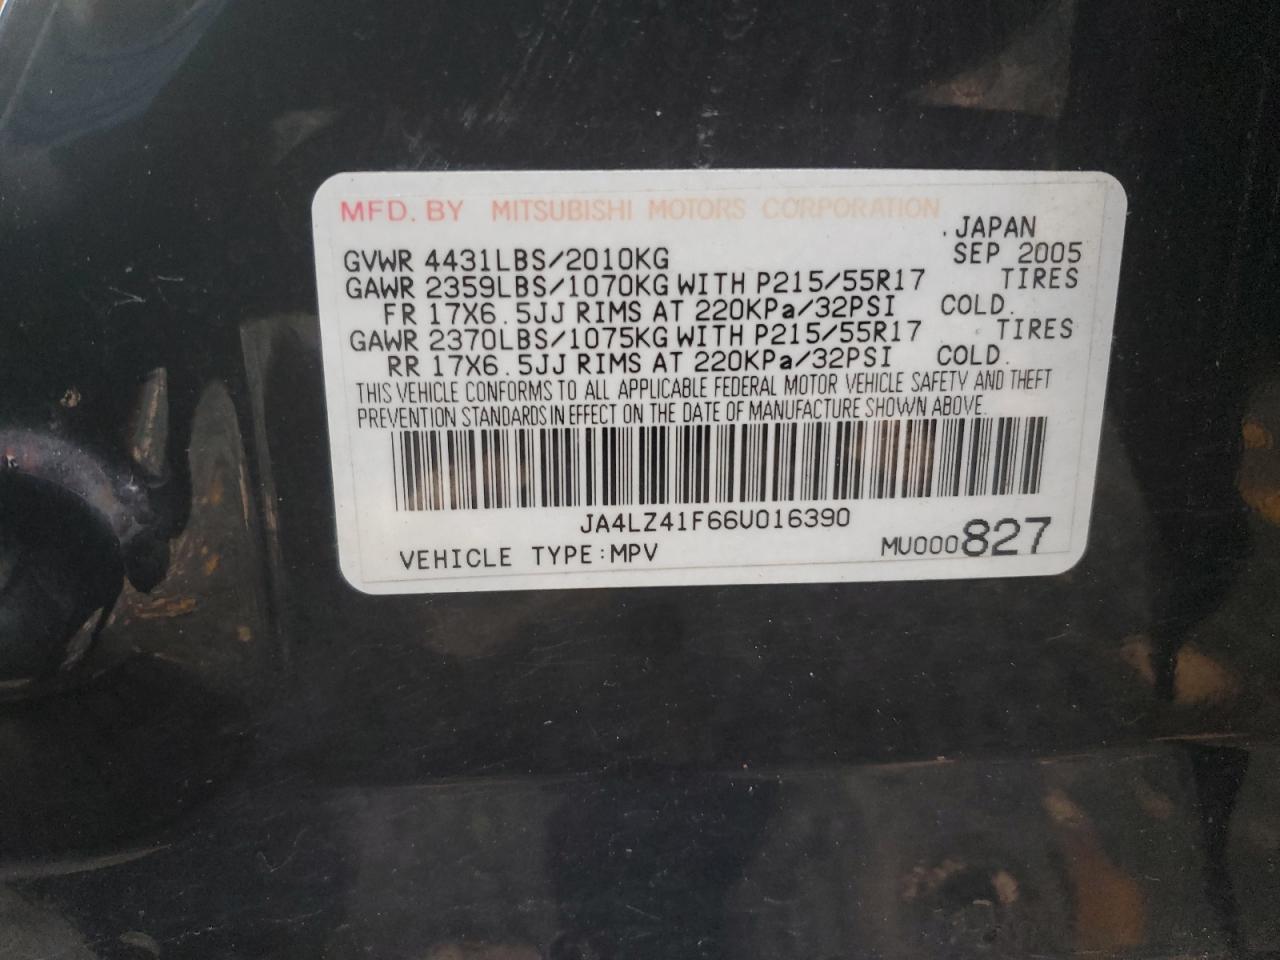 MFD. BY MITSUBISHI MOTORS CORPORATION
JAPAN
GVWR 4431LBS/2010KG SEP 2005
GAWR 2359LBS/1070KG WITH P215/55R17 TIRES
FR 17X6.5JJ RIMS AT 220KPa/32PSI COLD.
GAWR 2370LBS/1075KG WITH P215/55R17 TIRES
RR 17X6.5JJ RIMS AT 220KPa/32PSI COLD.
THIS VEHICLE CONFORMS TO ALL APPLICABLE FEDERAL MOTOR VEHICLE SAFETY AND THEFT
PREVENTION STANDARDS IN EFFECT ON THE DATE OF MANUFACTURE SHOWN ABOVE.
JA4LZ41F66U016390
VEHICLE TYPE:MPV MU000827